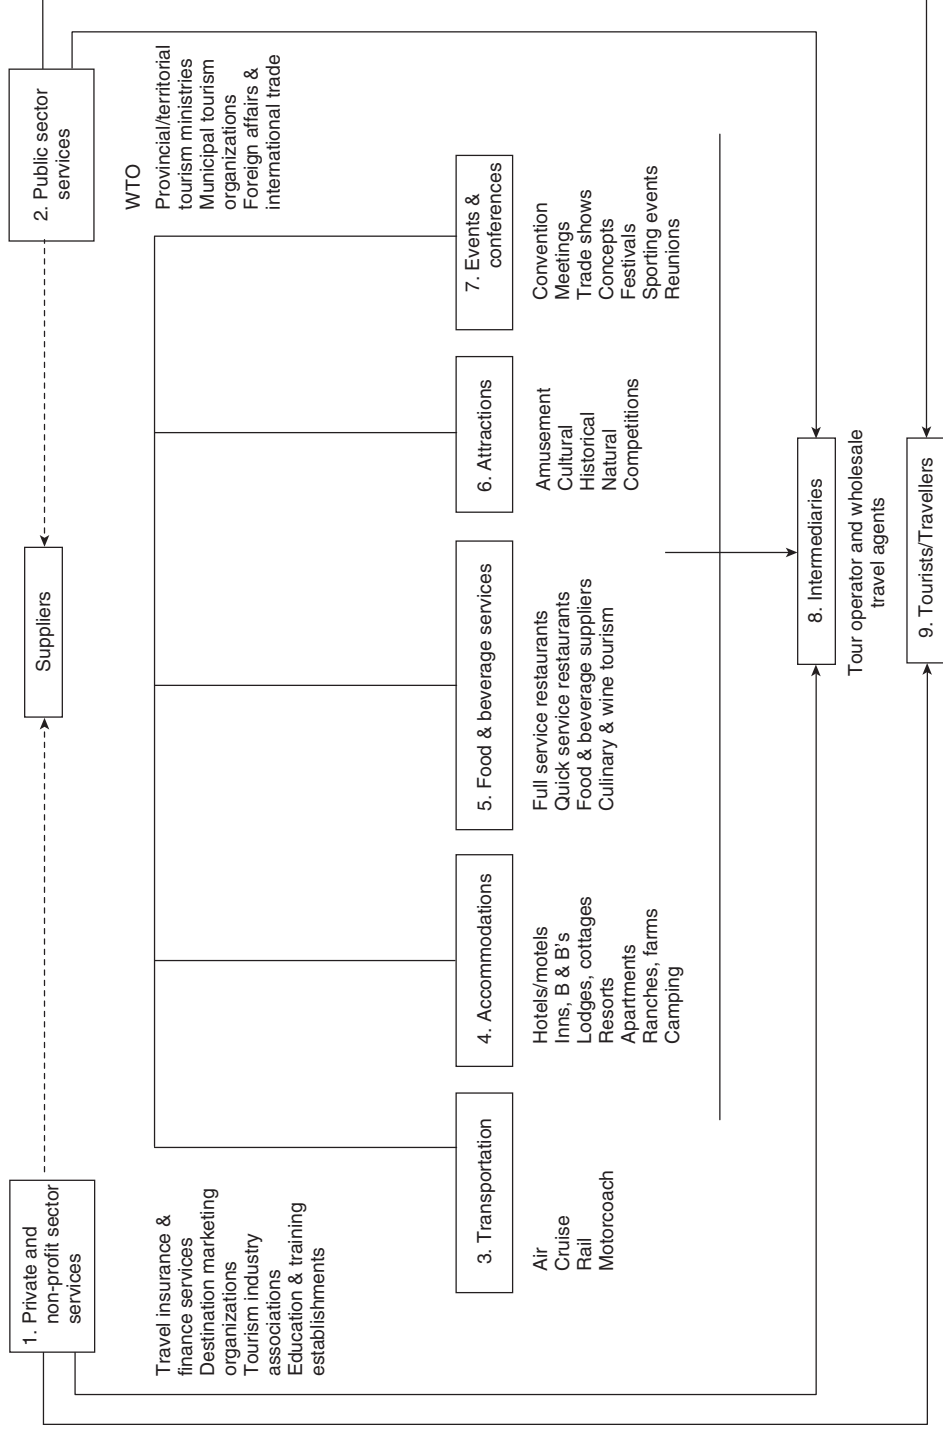 1. Private and
non-profit sector
services
Suppliers
2. Public sector
services
Travel insurance &
finance services
Destination marketing
organizations
Tourism industry
associations
Education & training
establishments
WTO
Provincial/territorial
tourism ministries
Municipal tourism
organizations
Foreign affairs &
international trade
3. Transportation
Air
Cruise
Rail
Motorcoach
4. Accommodations
Hotels/motels
Inns, B & B's
Lodges, cottages
Resorts
Apartments
Ranches, farms
Camping
5. Food & beverage services
Full service restaurants
Quick service restaurants
Food & beverage suppliers
Culinary & wine tourism
6. Attractions
Amusement
Cultural
Historical
Natural
Competitions
7. Events &
conferences
Convention
Meetings
Trade shows
Concepts
Festivals
Sporting events
Reunions
8. Intermediaries
Tour operator and wholesale
travel agents
9. Tourists/Travellers